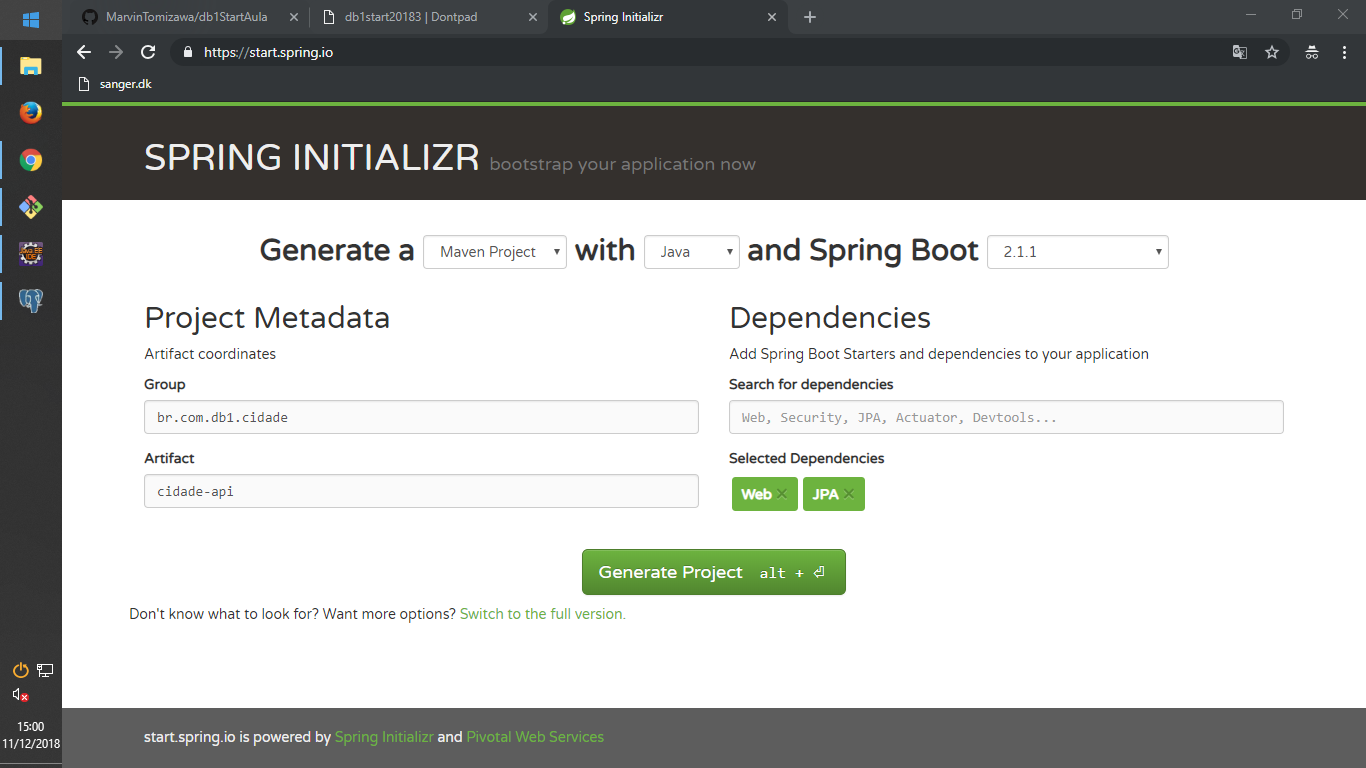 MarvinTomizawa/db1StartAula
db1start20183 | Dontpad
Spring Initializr
https://start.spring.io
sanger.dk
SPRING INITIALIZR bootstrap your application now
Generate a Maven Project with Java and Spring Boot 2.1.1
Project Metadata
Artifact coordinates
Group
br.com.db1.cidade
Artifact
cidade-api
Dependencies
Add Spring Boot Starters and dependencies to your application
Search for dependencies
Web, Security, JPA, Actuator, Devtools...
Selected Dependencies
Web JPA
Generate Project alt + ⏎
Don't know what to look for? Want more options? Switch to the full version.
start.spring.io is powered by Spring Initializr and Pivotal Web Services
15:00
11/12/2018